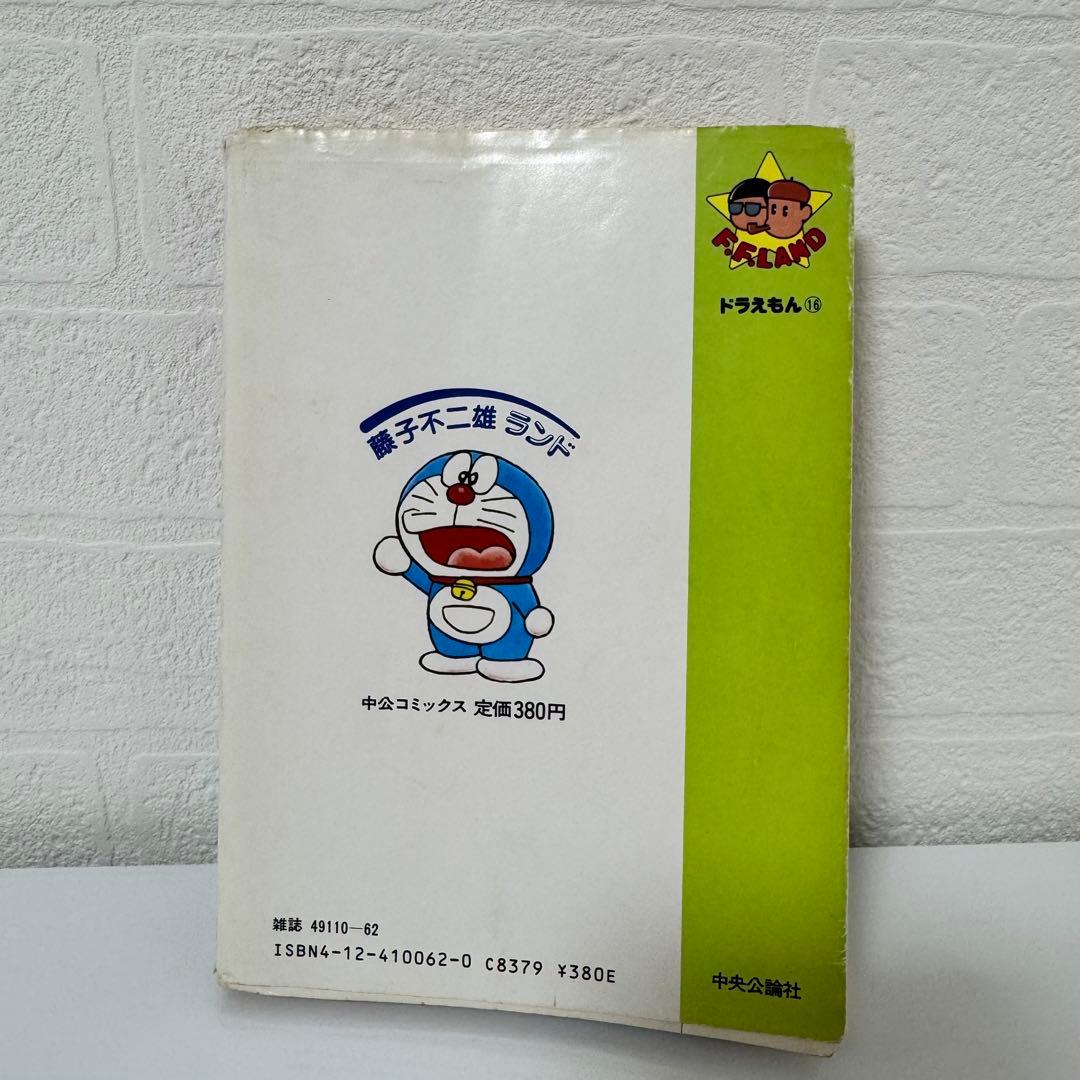 F.F.LAND
ドラえもん⑯
藤子不二雄 ランド
中公コミックス 定価380円
雑誌 49110-62
ISBN4-12-410062-0 C8379 ¥380E
中央公論社